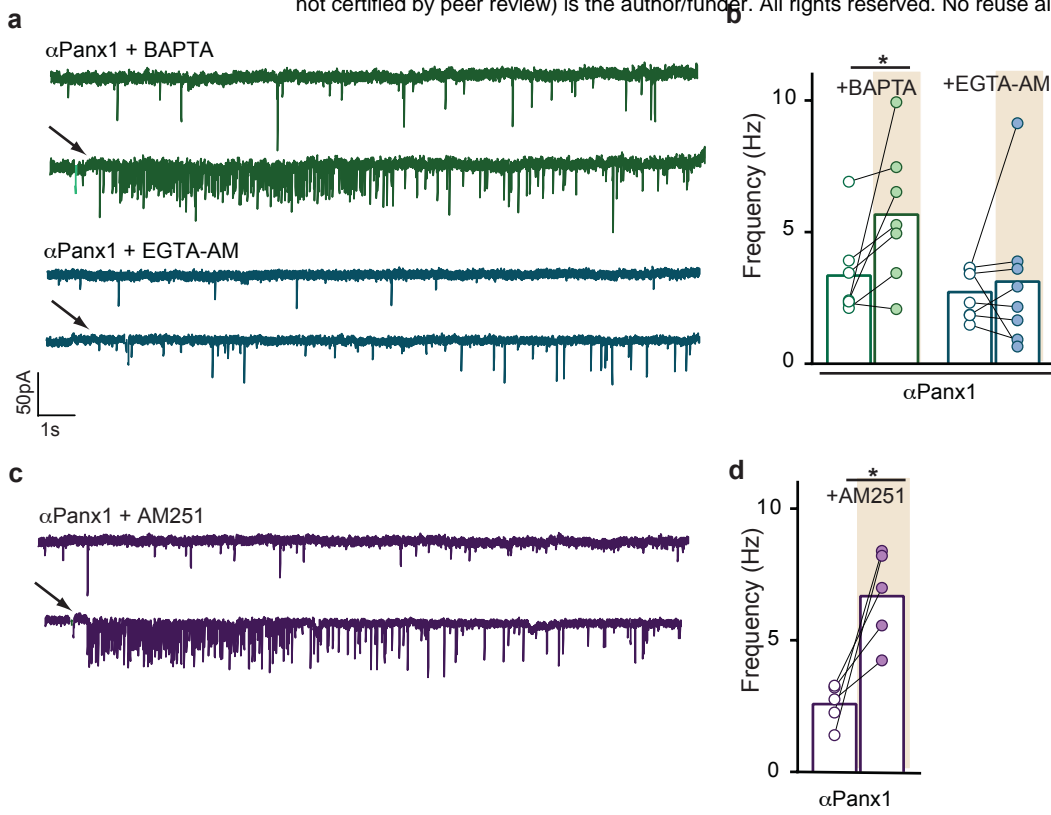 not certified by peer review) is the author/funder. All rights reserved. No reuse al
a
αPanx1 + BAPTA
αPanx1 + EGTA-AM
50pA
1s
b
*
+BAPTA
+EGTA-AM
Frequency (Hz)
10
5
0
αPanx1
c
αPanx1 + AM251
d
*
+AM251
Frequency (Hz)
10
5
0
αPanx1